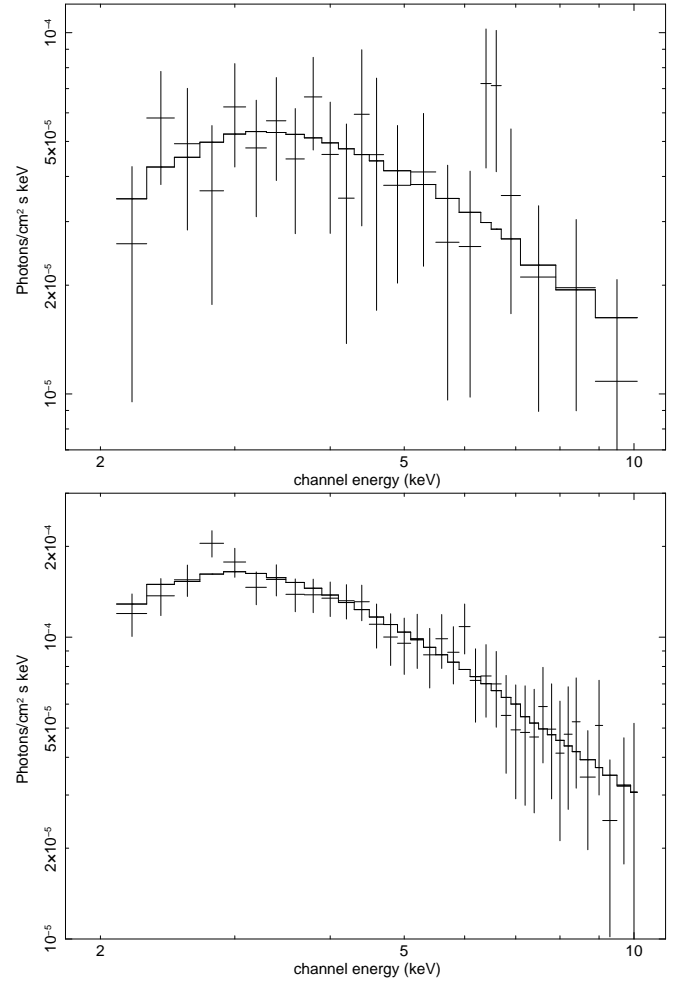 10⁻⁴
5×10⁻⁵
2×10⁻⁵
10⁻⁵
Photons/cm² s keV
2 5 10
channel energy (keV)
2×10⁻⁴
10⁻⁴
5×10⁻⁵
2×10⁻⁵
10⁻⁵
Photons/cm² s keV
2 5 10
channel energy (keV)